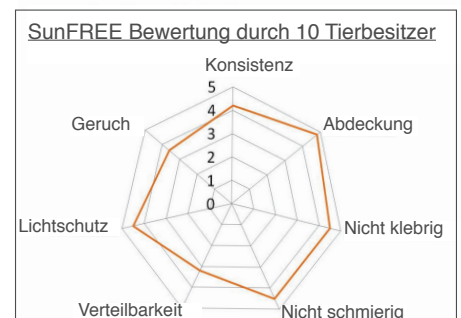 SunFREE Bewertung durch 10 Tierbesitzer
Konsistenz
5
Geruch
4
Abdeckung
3
2
1
0
Lichtschutz
Nicht klebrig
Verteilbarkeit
Nicht schmierig